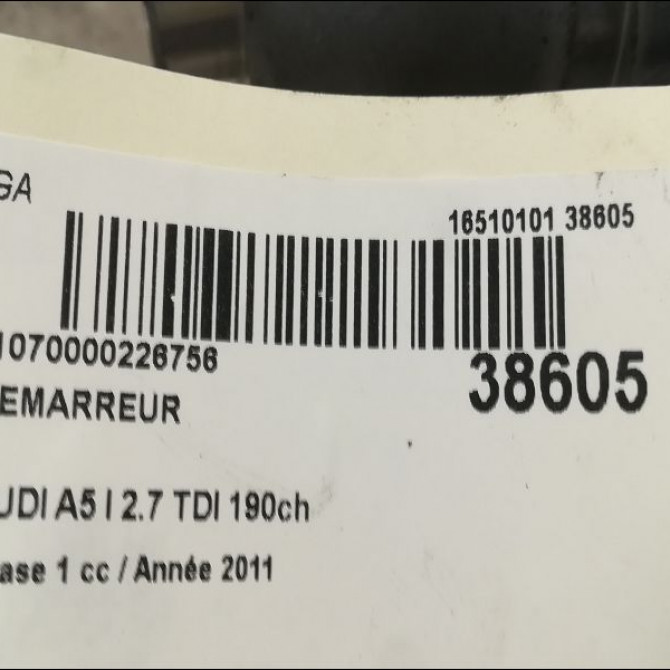 GA
16510101 38605
1070000226756
38605
EMARREUR
UDI A5 I 2.7 TDI 190ch
ase 1 cc / Année 2011